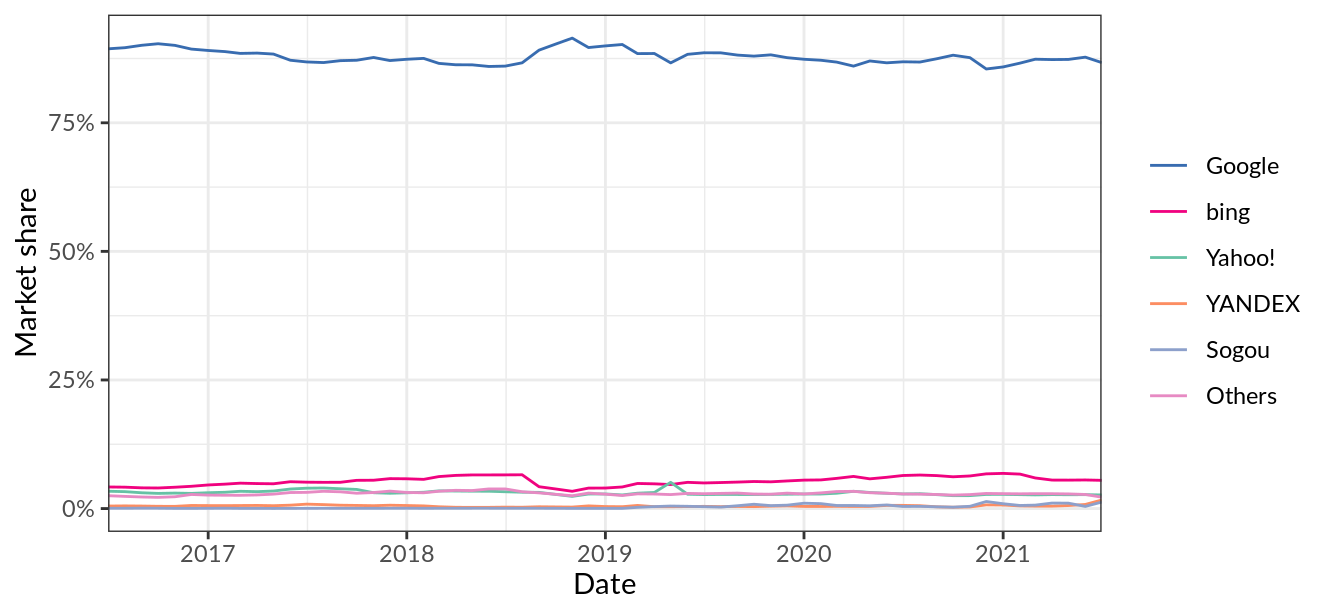 75%
50%
25%
0%
Market share
2017 2018 2019 2020 2021
Date
Google
bing
Yahoo!
YANDEX
Sogou
Others